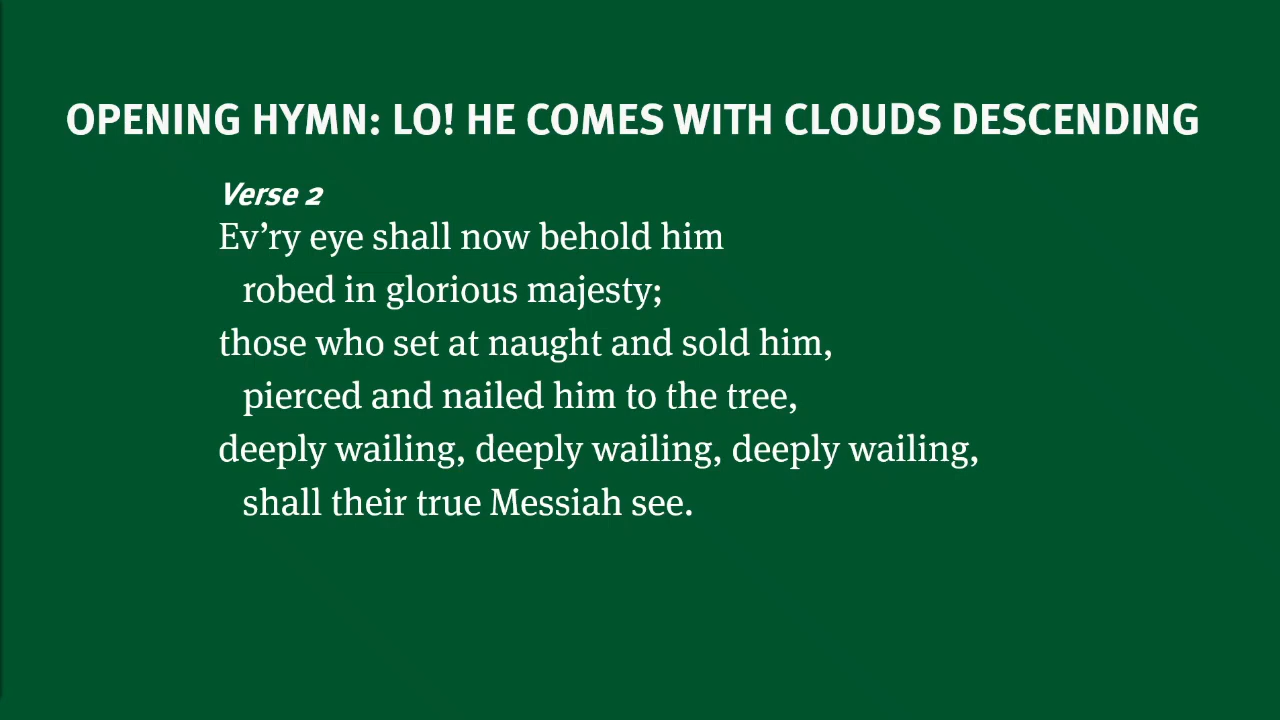 OPENING HYMN: LO! HE COMES WITH CLOUDS DESCENDING
Verse 2
Ev’ry eye shall now behold him
robed in glorious majesty;
those who set at naught and sold him,
pierced and nailed him to the tree,
deeply wailing, deeply wailing, deeply wailing,
shall their true Messiah see.